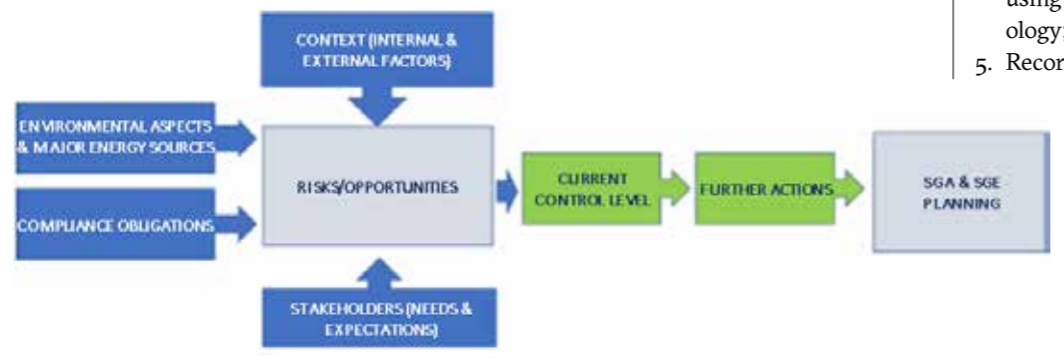 CONTEXT (INTERNAL &
EXTERNAL FACTORS)
ENVIRONMENTAL ASPECTS
& MAJOR ENERGY SOURCES
COMPLIANCE OBLIGATIONS
RISKS/OPPORTUNITIES
STAKEHOLDERS (NEEDS &
EXPECTATIONS)
CURRENT
CONTROL LEVEL
FURTHER ACTIONS
SGA & SGE
PLANNING
using
ology;
5. Recor